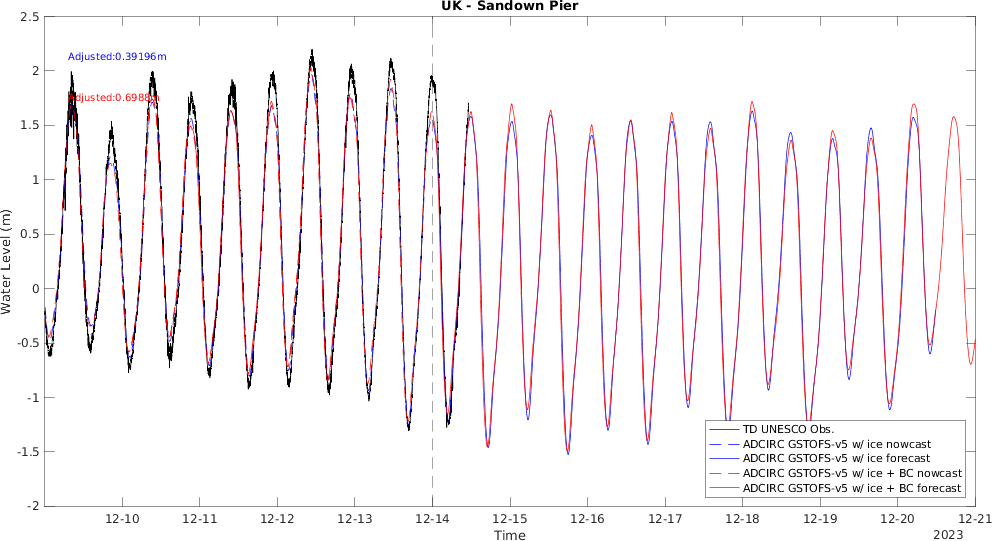 UK - Sandown Pier
2.5
2
1.5
1
0.5
0
-0.5
-1
-1.5
-2
Water Level (m)
Adjusted:0.39196m
Adjusted:0.6988m
TD UNESCO Obs.
ADCIRC GSTOFS-v5 w/ ice nowcast
ADCIRC GSTOFS-v5 w/ ice forecast
ADCIRC GSTOFS-v5 w/ ice + BC nowcast
ADCIRC GSTOFS-v5 w/ ice + BC forecast
12-10 12-11 12-12 12-13 12-14 12-15 12-16 12-17 12-18 12-19 12-20 12-21
Time
2023